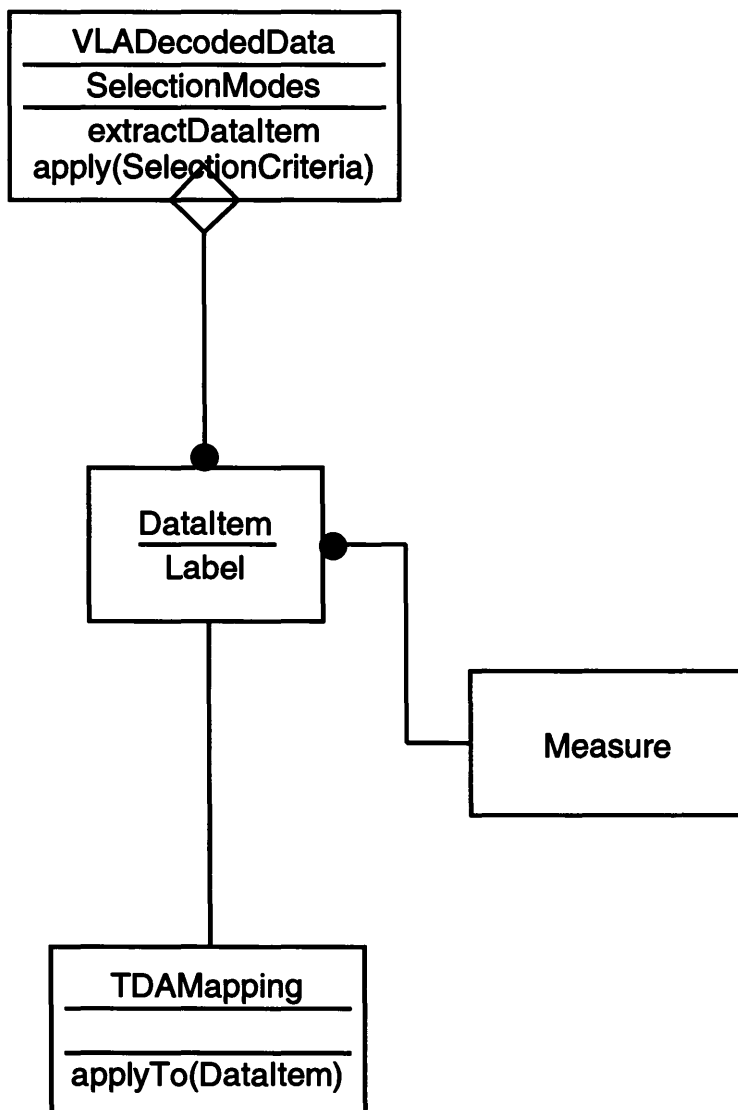 VLADecodedData
SelectionModes
extractDataItem
apply(SelectionCriteria)
DataItem
Label
Measure
TDAMapping
applyTo(DataItem)